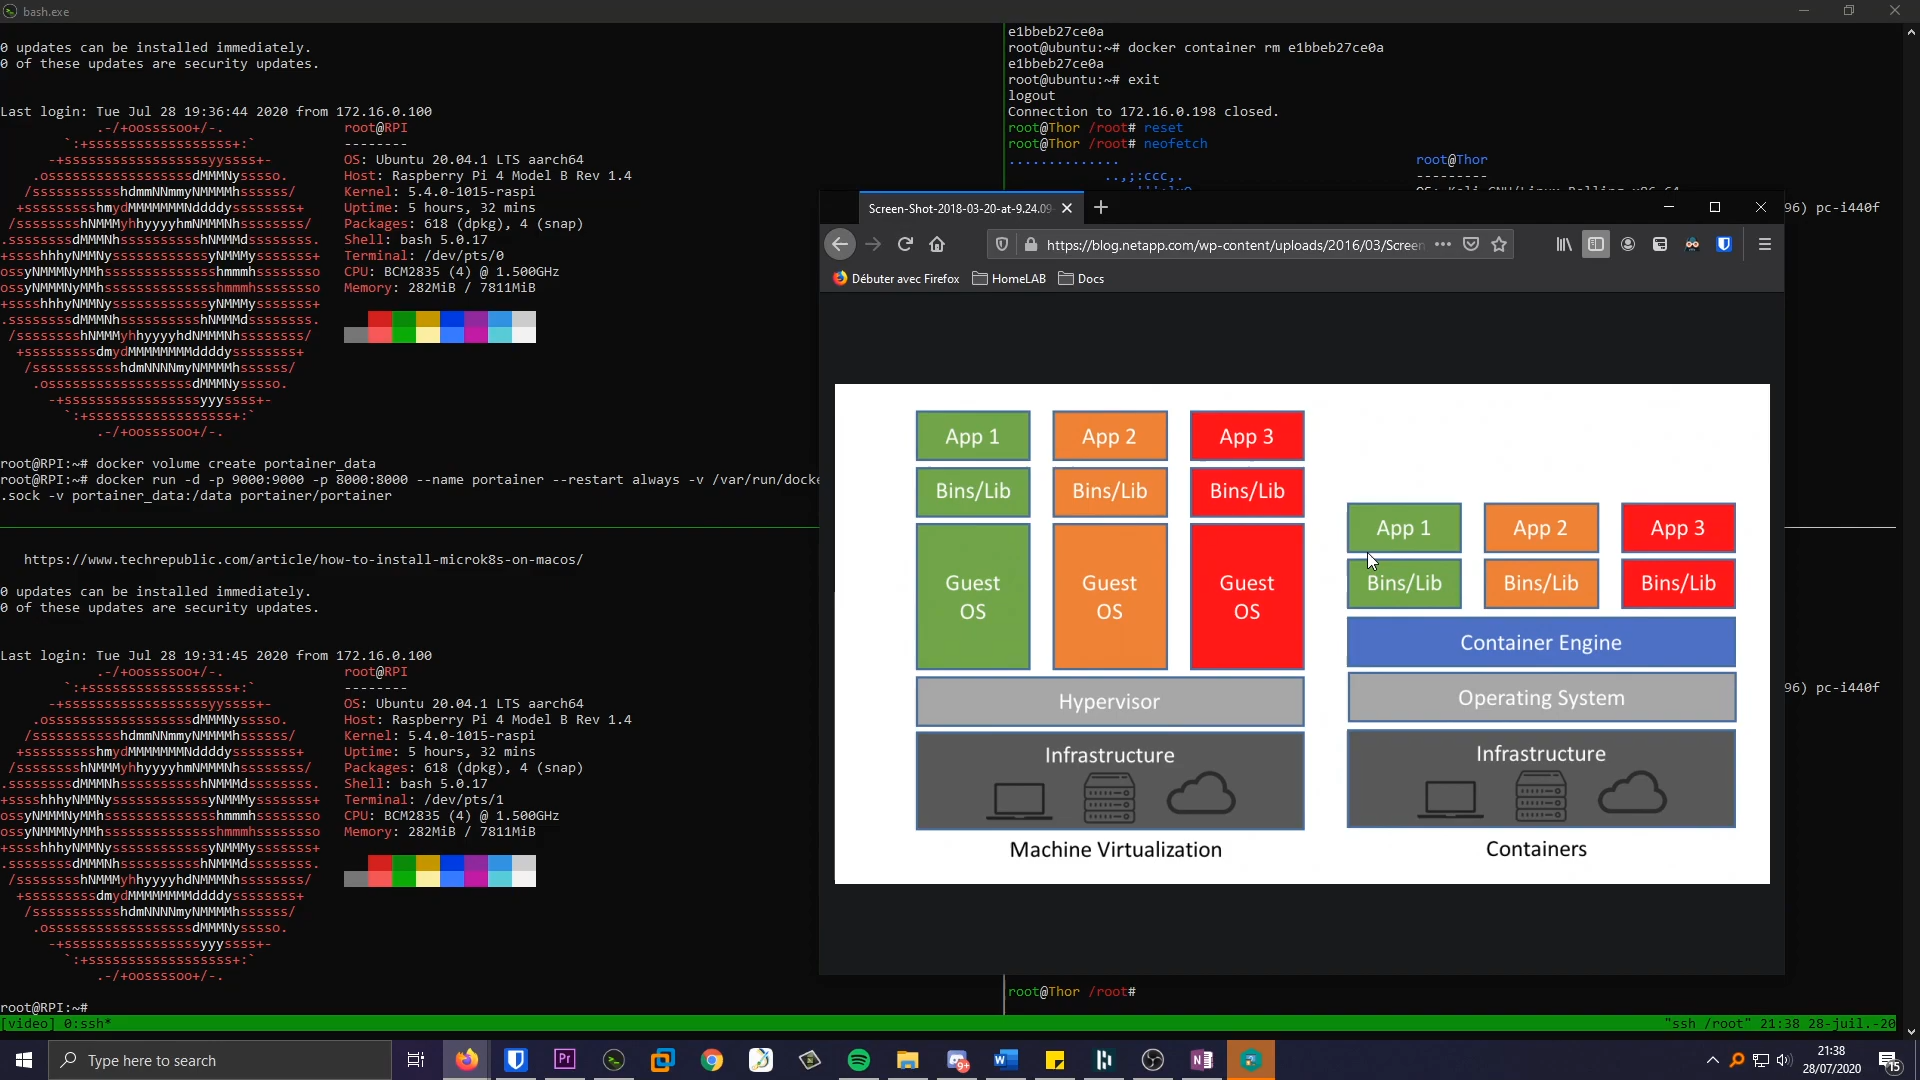 bash.exe
0 updates can be installed immediately.
0 of these updates are security updates.
Last login: Tue Jul 28 19:36:44 2020 from 172.16.0.100
root@RPI
--------
OS: Ubuntu 20.04.1 LTS aarch64
Host: Raspberry Pi 4 Model B Rev 1.4
Kernel: 5.4.0-1015-raspi
Uptime: 5 hours, 32 mins
Packages: 618 (dpkg), 4 (snap)
Shell: bash 5.0.17
Terminal: /dev/pts/0
CPU: BCM2835 (4) @ 1.500GHz
Memory: 282MiB / 7811MiB
root@RPI:~# docker volume create portainer_data
root@RPI:~# docker run -d -p 9000:9000 -p 8000:8000 --name portainer --restart always -v /var/run/docke
.sock -v portainer_data:/data portainer/portainer
https://www.techrepublic.com/article/how-to-install-microk8s-on-macos/
0 updates can be installed immediately.
0 of these updates are security updates.
Last login: Tue Jul 28 19:31:45 2020 from 172.16.0.100
root@RPI
--------
OS: Ubuntu 20.04.1 LTS aarch64
Host: Raspberry Pi 4 Model B Rev 1.4
Kernel: 5.4.0-1015-raspi
Uptime: 5 hours, 32 mins
Packages: 618 (dpkg), 4 (snap)
Shell: bash 5.0.17
Terminal: /dev/pts/1
CPU: BCM2835 (4) @ 1.500GHz
Memory: 282MiB / 7811MiB
root@RPI:~#
e1bbeb27ce0a
root@ubuntu:~# docker container rm e1bbeb27ce0a
e1bbeb27ce0a
root@ubuntu:~# exit
logout
Connection to 172.16.0.198 closed.
root@Thor /root# reset
root@Thor /root# neofetch
root@Thor
---------
96) pc-i440f
Screen-Shot-2018-03-20-at-9.24.09
https://blog.netapp.com/wp-content/uploads/2016/03/Screen
Débuter avec Firefox HomeLAB Docs
App 1 App 2 App 3
Bins/Lib Bins/Lib Bins/Lib
Guest OS Guest OS Guest OS
Hypervisor
Infrastructure
Machine Virtualization
App 1 App 2 App 3
Bins/Lib Bins/Lib Bins/Lib
Container Engine
Operating System
Infrastructure
Containers
96) pc-i440f
root@Thor /root#
[video] 0:ssh* "ssh /root" 21:38 28-juil.-20
Type here to search
21:38
28/07/2020
15